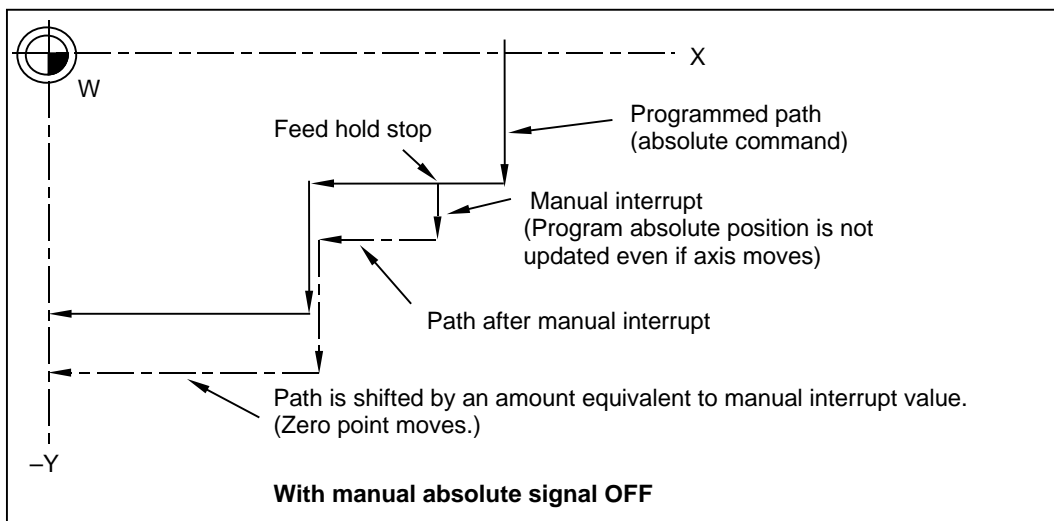 X
W
Programmed path
(absolute command)
Feed hold stop
Manual interrupt
(Program absolute position is not
updated even if axis moves)
Path after manual interrupt
Path is shifted by an amount equivalent to manual interrupt value.
(Zero point moves.)
–Y
With manual absolute signal OFF